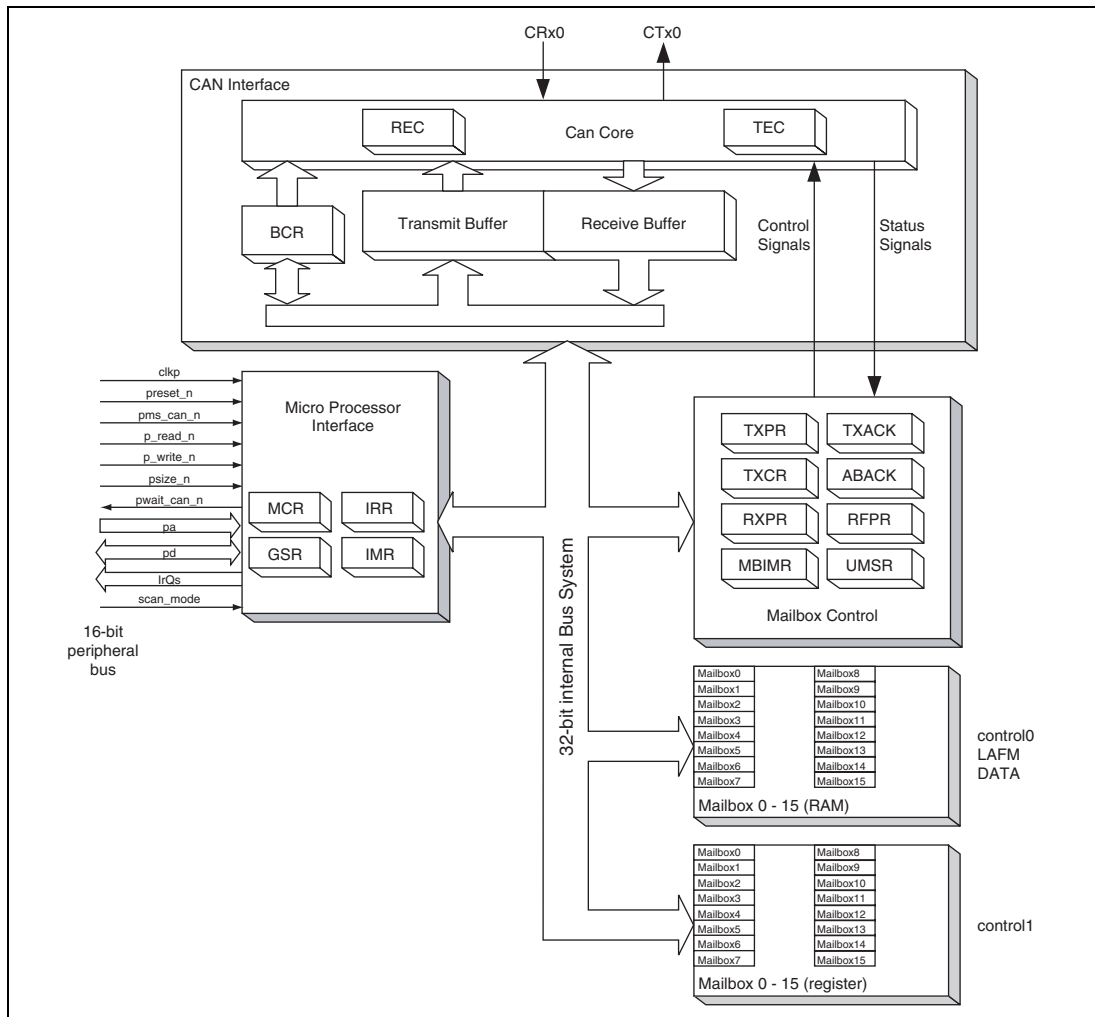 CRx0 CTx0
CAN Interface
REC Can Core TEC
BCR Transmit Buffer Receive Buffer
Control
Signals
Status
Signals
clkp
preset_n
pms_can_n
p_read_n
p_write_n
psize_n
pwait_can_n
pa
pd
IrQs
scan_mode
16-bit
peripheral
bus
Micro Processor
Interface
MCR IRR
GSR IMR
32-bit internal Bus System
TXPR TXACK
TXCR ABACK
RXPR RFPR
MBIMR UMSR
Mailbox Control
Mailbox0 Mailbox8
Mailbox1 Mailbox9
Mailbox2 Mailbox10
Mailbox3 Mailbox11
Mailbox4 Mailbox12
Mailbox5 Mailbox13
Mailbox6 Mailbox14
Mailbox7 Mailbox15
Mailbox 0 - 15 (RAM)
control0
LAFM
DATA
Mailbox0 Mailbox8
Mailbox1 Mailbox9
Mailbox2 Mailbox10
Mailbox3 Mailbox11
Mailbox4 Mailbox12
Mailbox5 Mailbox13
Mailbox6 Mailbox14
Mailbox7 Mailbox15
Mailbox 0 - 15 (register)
control1